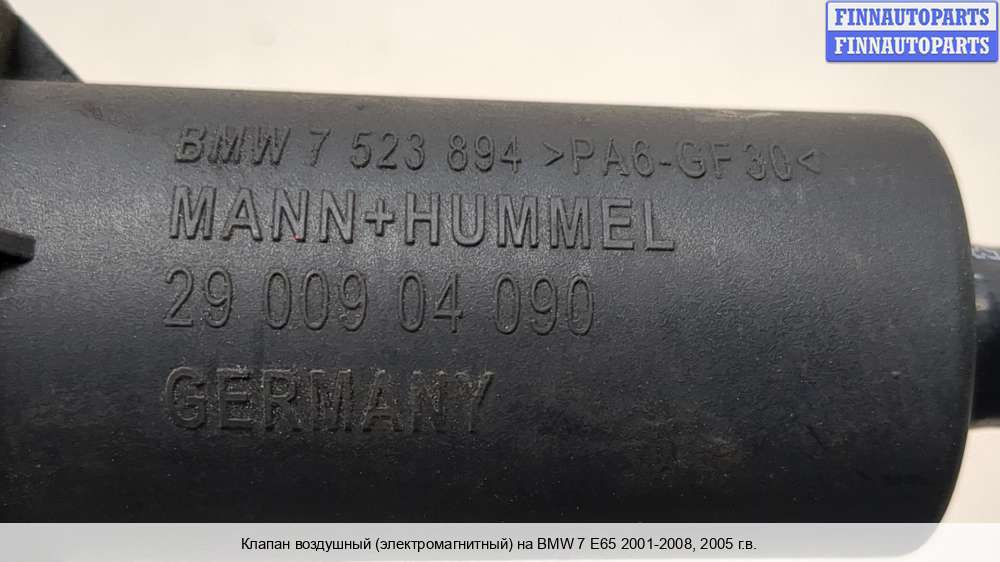 FINNAUTOPARTS
FINNAUTOPARTS
BMW 7 523 894 >PA6-GF30<
MANN+HUMMEL
29 009 04 090
GERMANY
Клапан воздушный (электромагнитный) на BMW 7 E65 2001-2008, 2005 г.в.